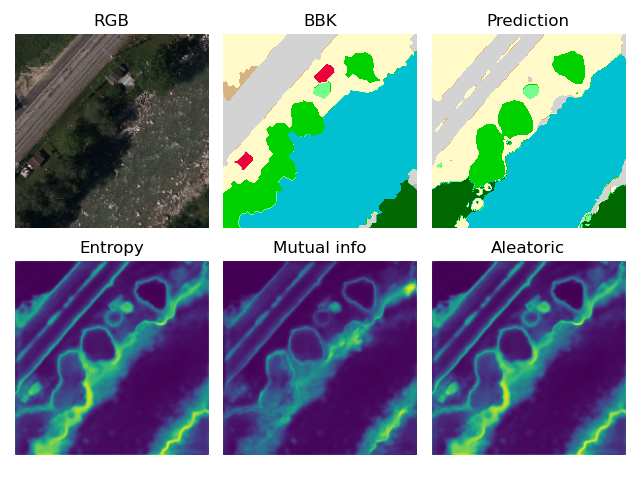 RGB
BBK
Prediction
Entropy
Mutual info
Aleatoric